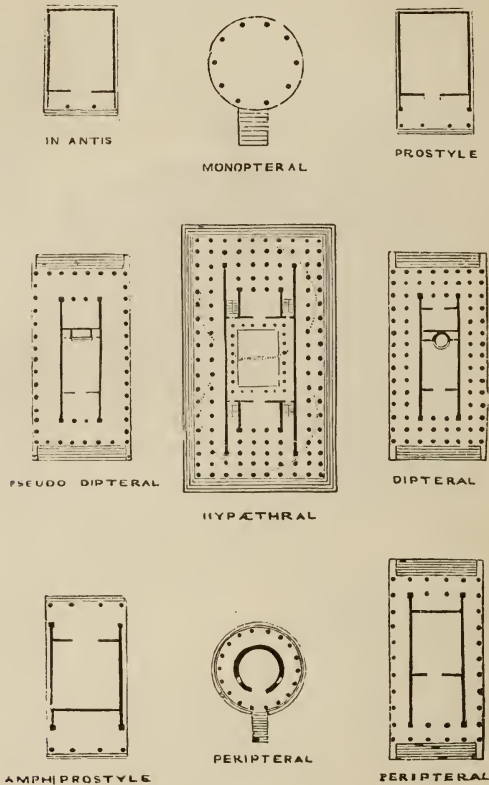 IN ANTIS
MONOPTERAL
PROSTYLE
PSEUDO DIPTERAL
HYPÆTHRAL
DIPTERAL
AMPHIPROSTYLE
PERIPTERAL
PERIPTERAL